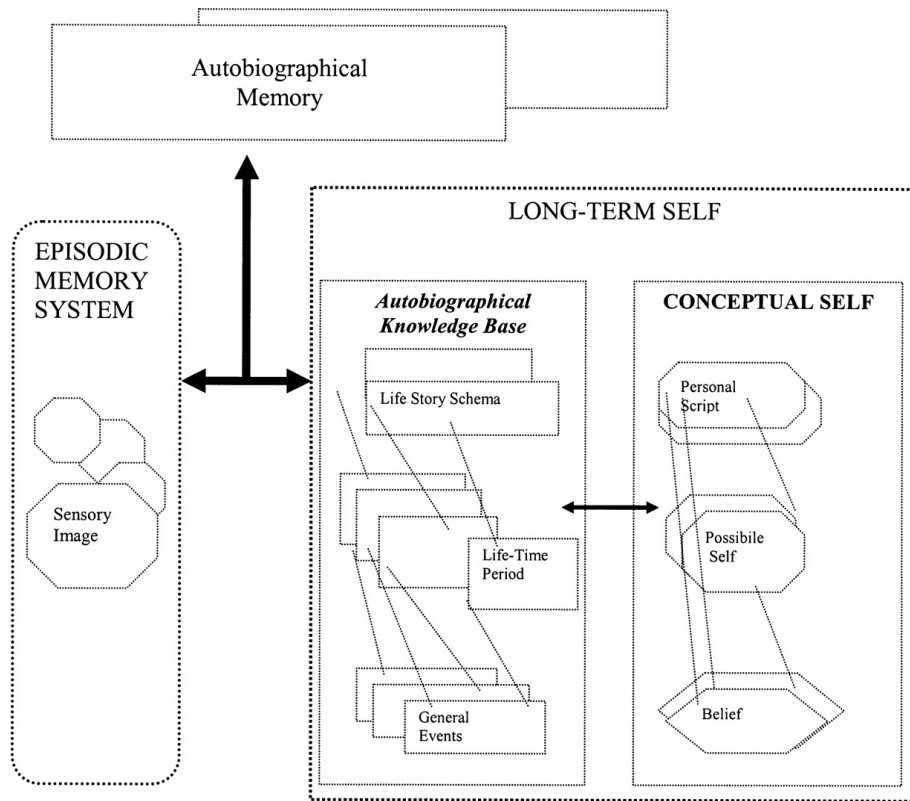 Autobiographical
Memory
LONG-TERM SELF
EPISODIC
MEMORY
SYSTEM
Autobiographical
Knowledge Base
CONCEPTUAL SELF
Life Story Schema
Personal
Script
Sensory
Image
Life-Time
Period
Possibile
Self
General
Events
Belief